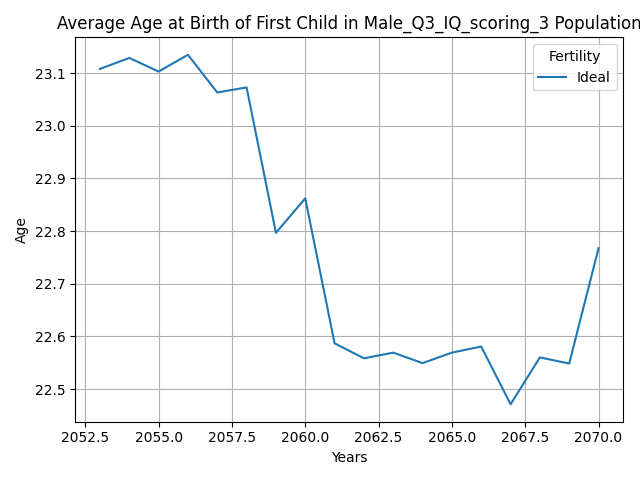 Average Age at Birth of First Child in Male_Q3_IQ_scoring_3 Population
Fertility
Ideal
Age
23.1
23.0
22.9
22.8
22.7
22.6
22.5
2052.5 2055.0 2057.5 2060.0 2062.5 2065.0 2067.5 2070.0
Years